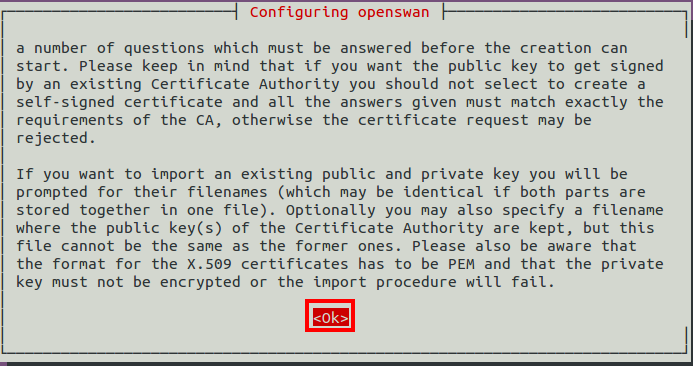 Configuring openswan
a number of questions which must be answered before the creation can
start. Please keep in mind that if you want the public key to get signed
by an existing Certificate Authority you should not select to create a
self-signed certificate and all the answers given must match exactly the
requirements of the CA, otherwise the certificate request may be
rejected.
If you want to import an existing public and private key you will be
prompted for their filenames (which may be identical if both parts are
stored together in one file). Optionally you may also specify a filename
where the public key(s) of the Certificate Authority are kept, but this
file cannot be the same as the former ones. Please also be aware that
the format for the X.509 certificates has to be PEM and that the private
key must not be encrypted or the import procedure will fail.
<Ok>